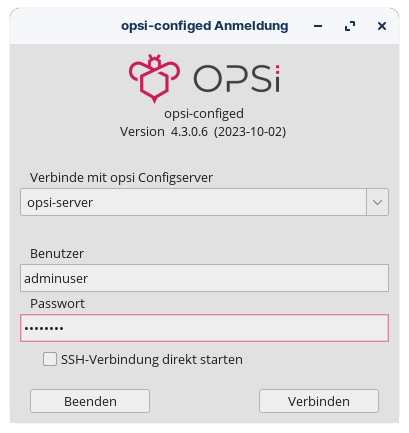 opsi-configed Anmeldung
OPSi
opsi-configed
Version 4.3.0.6 (2023-10-02)
Verbinde mit opsi Configserver
opsi-server
Benutzer
adminuser
Passwort
••••••••
SSH-Verbindung direkt starten
Beenden
Verbinden